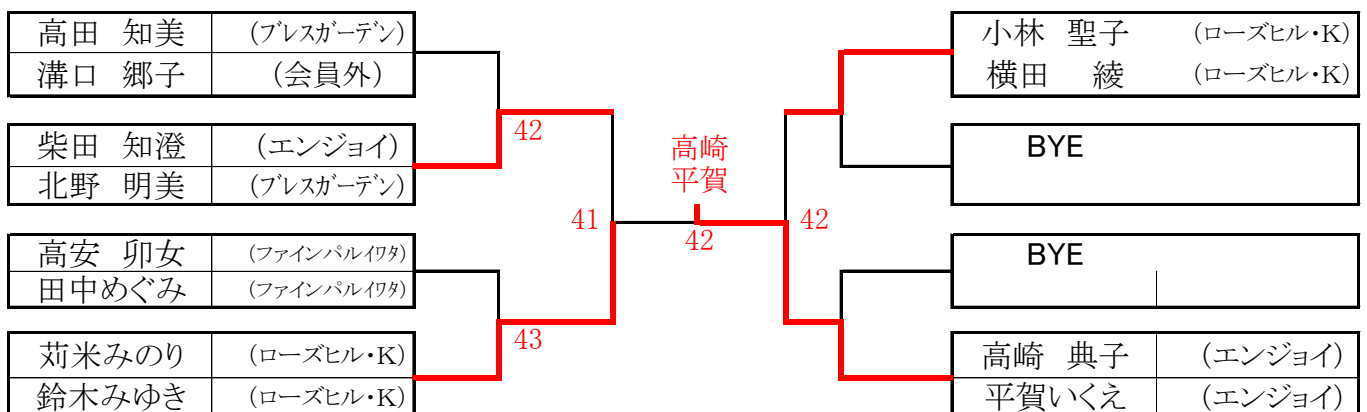 高田 知美 (ブレスガーデン)
溝口 郷子 (会員外)
42
柴田 知澄 (エンジョイ)
北野 明美 (ブレスガーデン)
41
高安 卯女 (ファインパルイワタ)
田中めぐみ (ファインパルイワタ)
43
苅米みのり (ローズヒル・K)
鈴木みゆき (ローズヒル・K)
高崎
平賀
42
小林 聖子 (ローズヒル・K)
横田 綾 (ローズヒル・K)
BYE
42
BYE
高崎 典子 (エンジョイ)
平賀いくえ (エンジョイ)